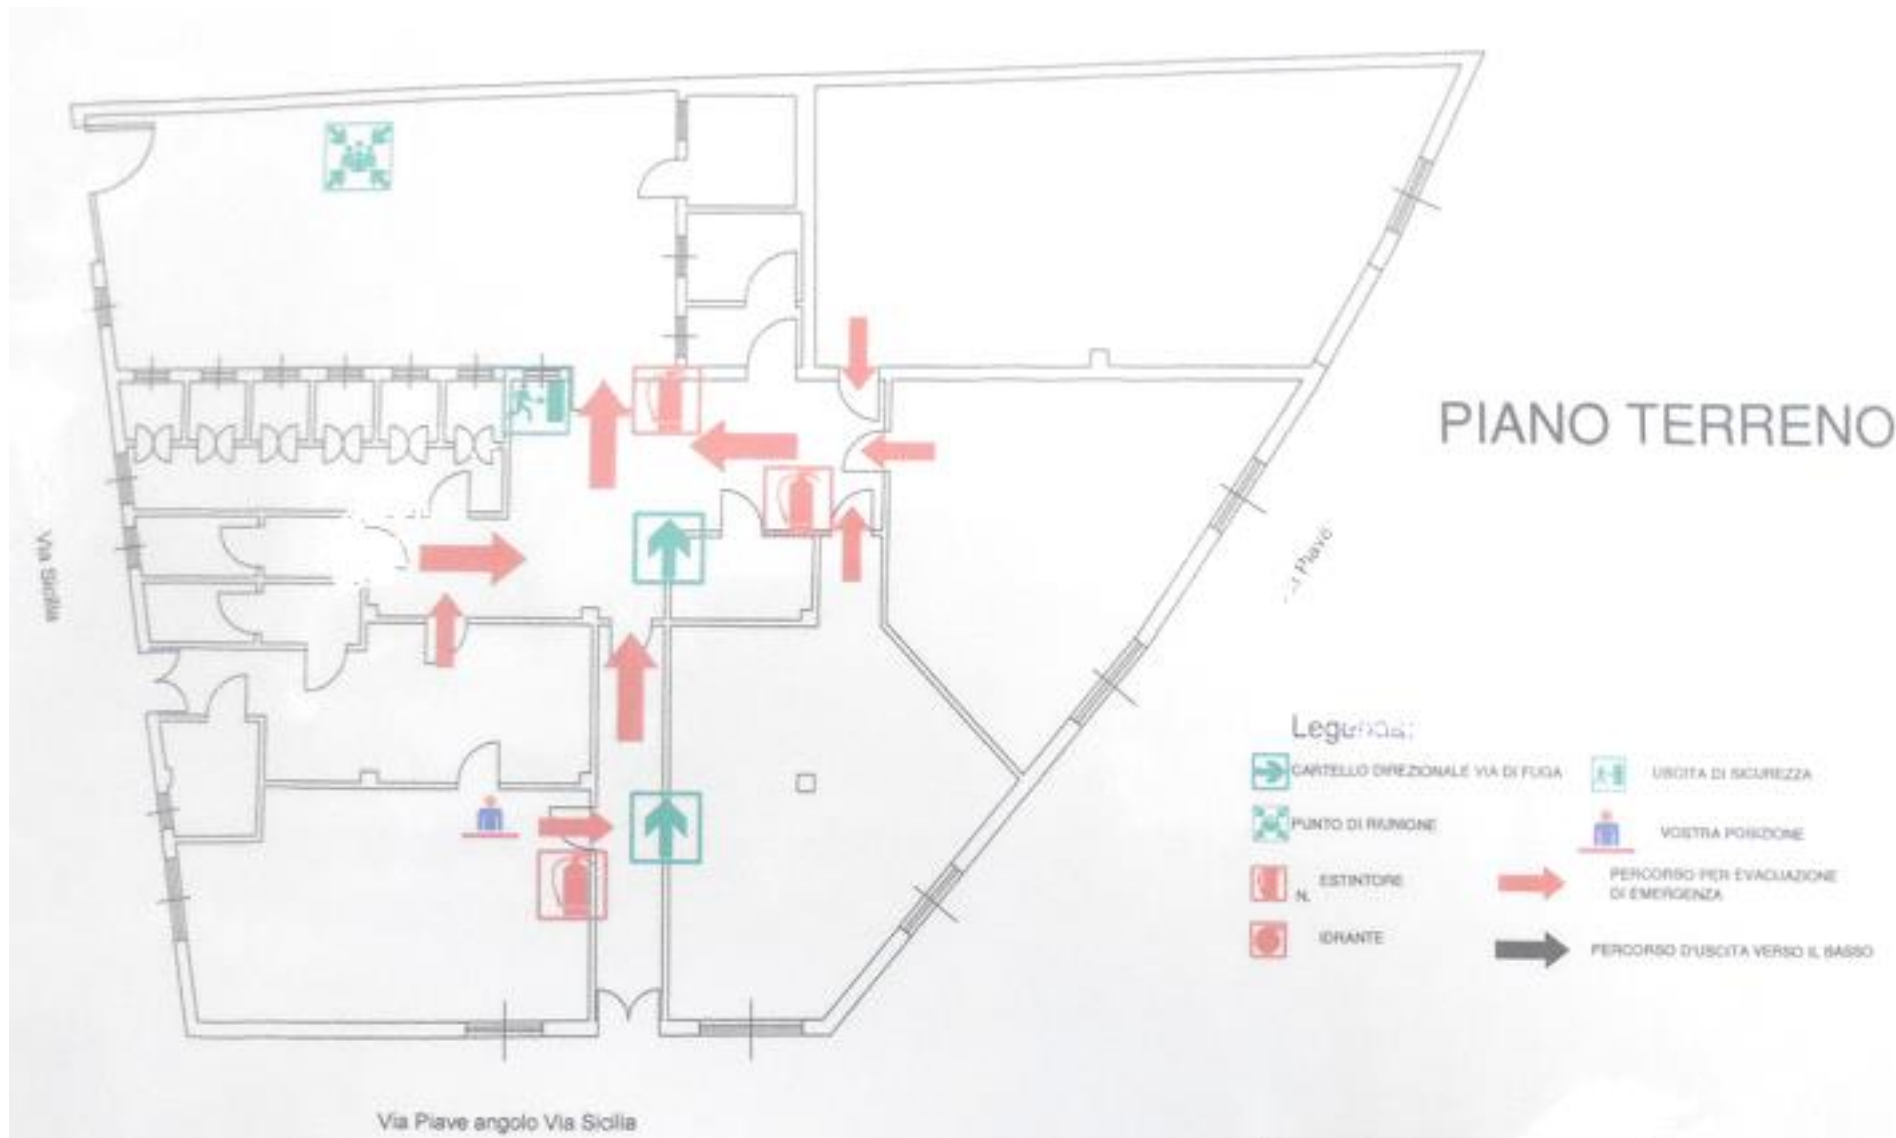 PIANO TERRENO
Via Sicilia
Piave
CARTELLO DIREZIONALE VIA DI FUGA
USCITA DI SICUREZZA
PUNTO DI RIUNIONE
VOSTRA POSIZIONE
ESTINTORE
N.
PERCORSO PER EVACUAZIONE
DI EMERGENZA
IDRANTE
PERCORSO D'USCITA VERSO IL BASSO
Via Piave angolo Via Sicilia